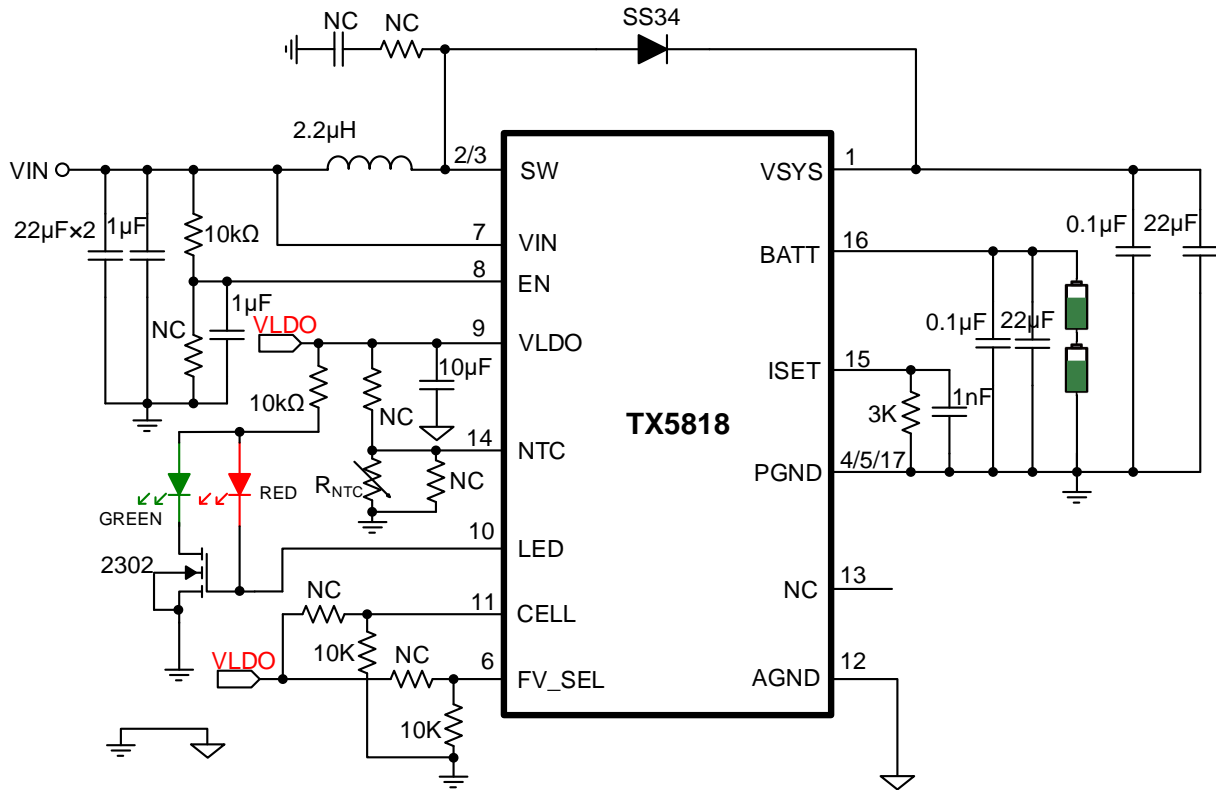 NC
NC
SS34
2.2μH
2/3
SW
VSYS
1
VIN
22μF×2
1μF
10kΩ
7
VIN
BATT
16
0.1μF
22μF
8
EN
1μF
NC
VLDO
9
VLDO
0.1μF
22μF
10kΩ
NC
10μF
ISET
15
3K
1nF
TX5818
14
NTC
RNTC
NC
PGND
4/5/17
GREEN
RED
10
LED
2302
NC
11
CELL
NC
13
10K
NC
VLDO
6
FV_SEL
AGND
12
10K